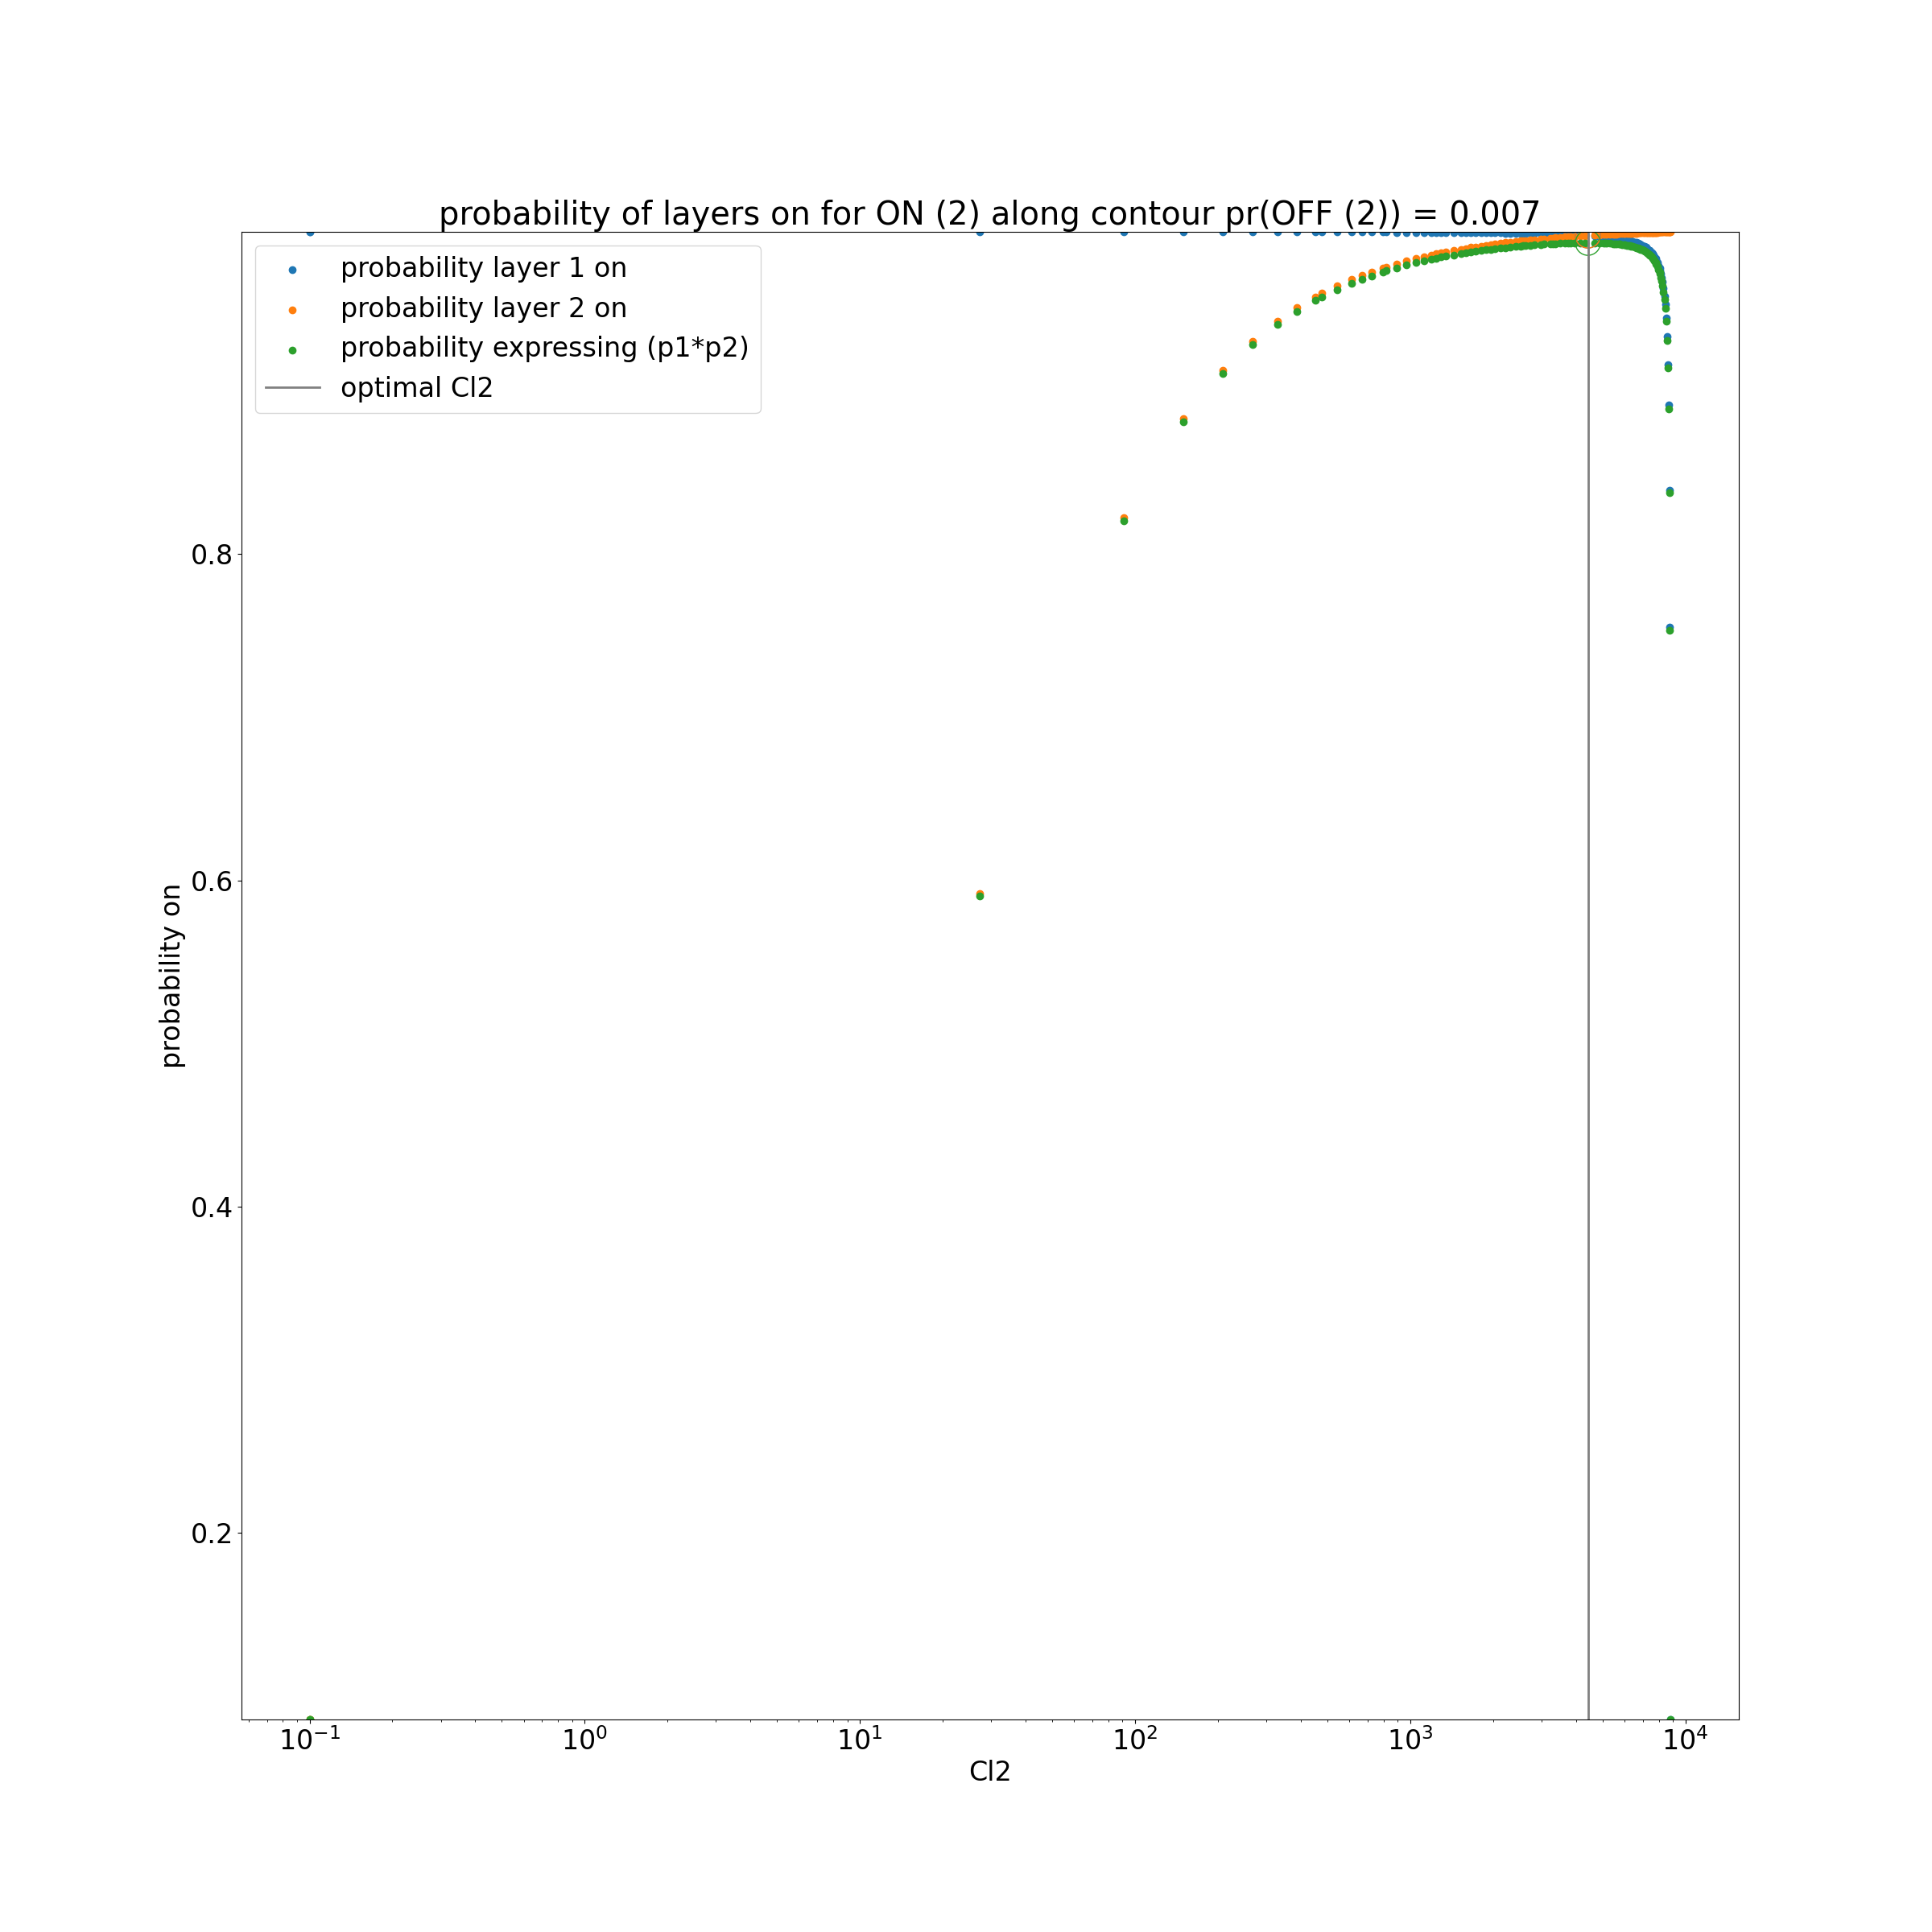 probability of layers on for ON (2) along contour pr(OFF (2)) = 0.007
probability layer 1 on
probability layer 2 on
probability expressing (p1*p2)
optimal Cl2
probability on
0.8
0.6
0.4
0.2
10⁻¹ 10⁰ 10¹ 10² 10³ 10⁴
Cl2